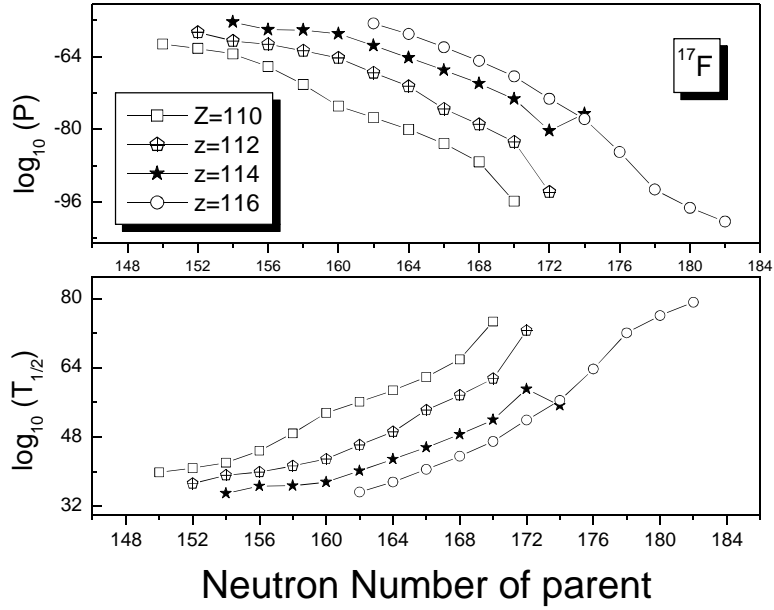 -64
-80
-96
log10 (P)
17F
Z=110
z=112
z=114
z=116
148 152 156 160 164 168 172 176 180 184
80
64
48
32
log10 (T1/2)
148 152 156 160 164 168 172 176 180 184
Neutron Number of parent